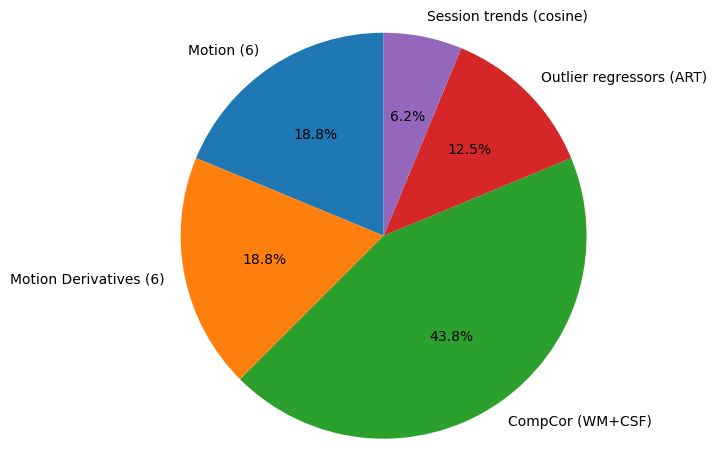 Session trends (cosine)
Motion (6)
Outlier regressors (ART)
6.2%
18.8%
12.5%
18.8%
Motion Derivatives (6)
43.8%
CompCor (WM+CSF)